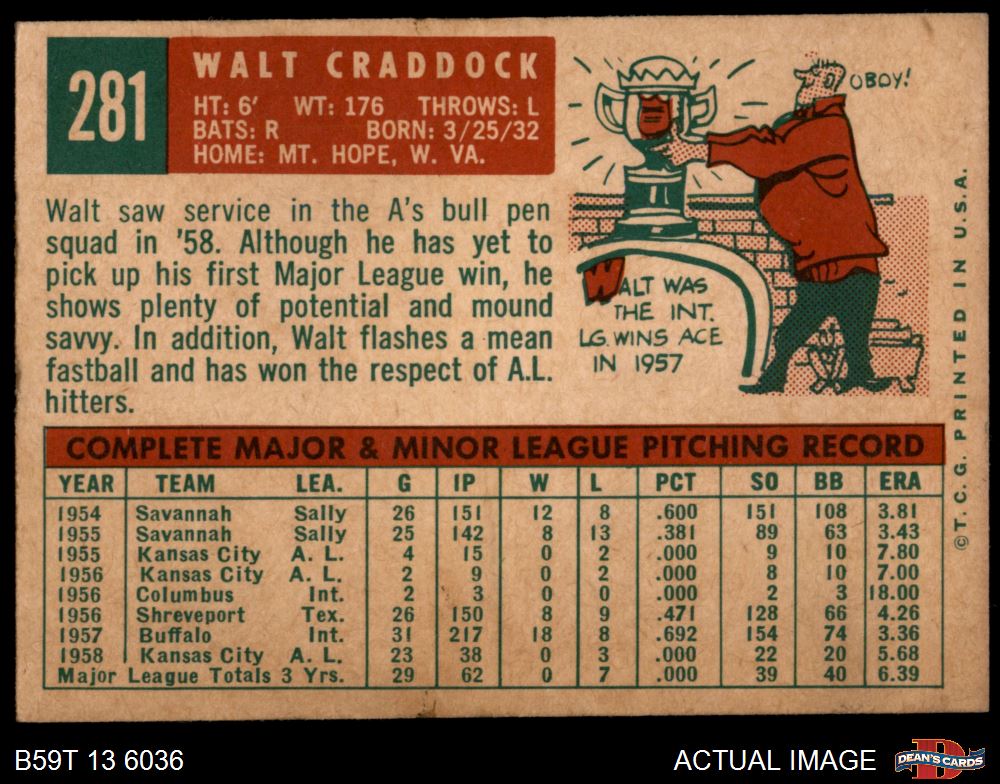 281
WALT CRADDOCK
HT: 6' WT: 176 THROWS: L
BATS: R BORN: 3/25/32
HOME: MT. HOPE, W. VA.
Walt saw service in the A's bull pen
squad in '58. Although he has yet to
pick up his first Major League win, he
shows plenty of potential and mound
savvy. In addition, Walt flashes a mean
fastball and has won the respect of A.L.
hitters.
O BOY!
WALT WAS
THE INT.
LG. WINS ACE
IN 1957
© T. C. G. PRINTED IN U.S.A.
COMPLETE MAJOR & MINOR LEAGUE PITCHING RECORD
YEAR TEAM LEA. G IP W L PCT SO BB ERA
1954 Savannah Sally 26 151 12 8 .600 151 108 3.81
1955 Savannah Sally 25 142 8 13 .381 89 63 3.43
1955 Kansas City A. L. 4 15 0 2 .000 9 10 7.80
1956 Kansas City A. L. 2 9 0 2 .000 8 10 7.00
1956 Columbus Int. 2 3 0 0 .000 2 3 18.00
1956 Shreveport Tex. 26 150 8 9 .471 128 66 4.26
1957 Buffalo Int. 31 217 18 8 .692 154 74 3.36
1958 Kansas City A. L. 23 38 0 3 .000 22 20 5.68
Major League Totals 3 Yrs. 29 62 0 7 .000 39 40 6.39
B59T 13 6036
ACTUAL IMAGE
DEAN'S CARDS